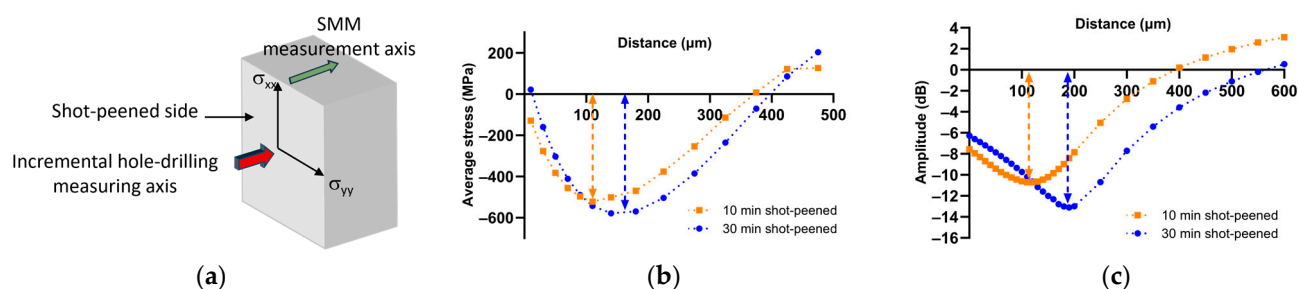 SMM
measurement axis
σxx
Shot-peened side
Incremental hole-drilling
measuring axis
σyy
(a)
Distance (µm)
Average stress (MPa)
200
0
−200
−400
−600
100
200
300
400
500
10 min shot-peened
30 min shot-peened
(b)
Distance (µm)
Amplitude (dB)
4
2
0
−2
−4
−6
−8
−10
−12
−14
−16
100
200
300
400
500
600
10 min shot-peened
30 min shot-peened
(c)